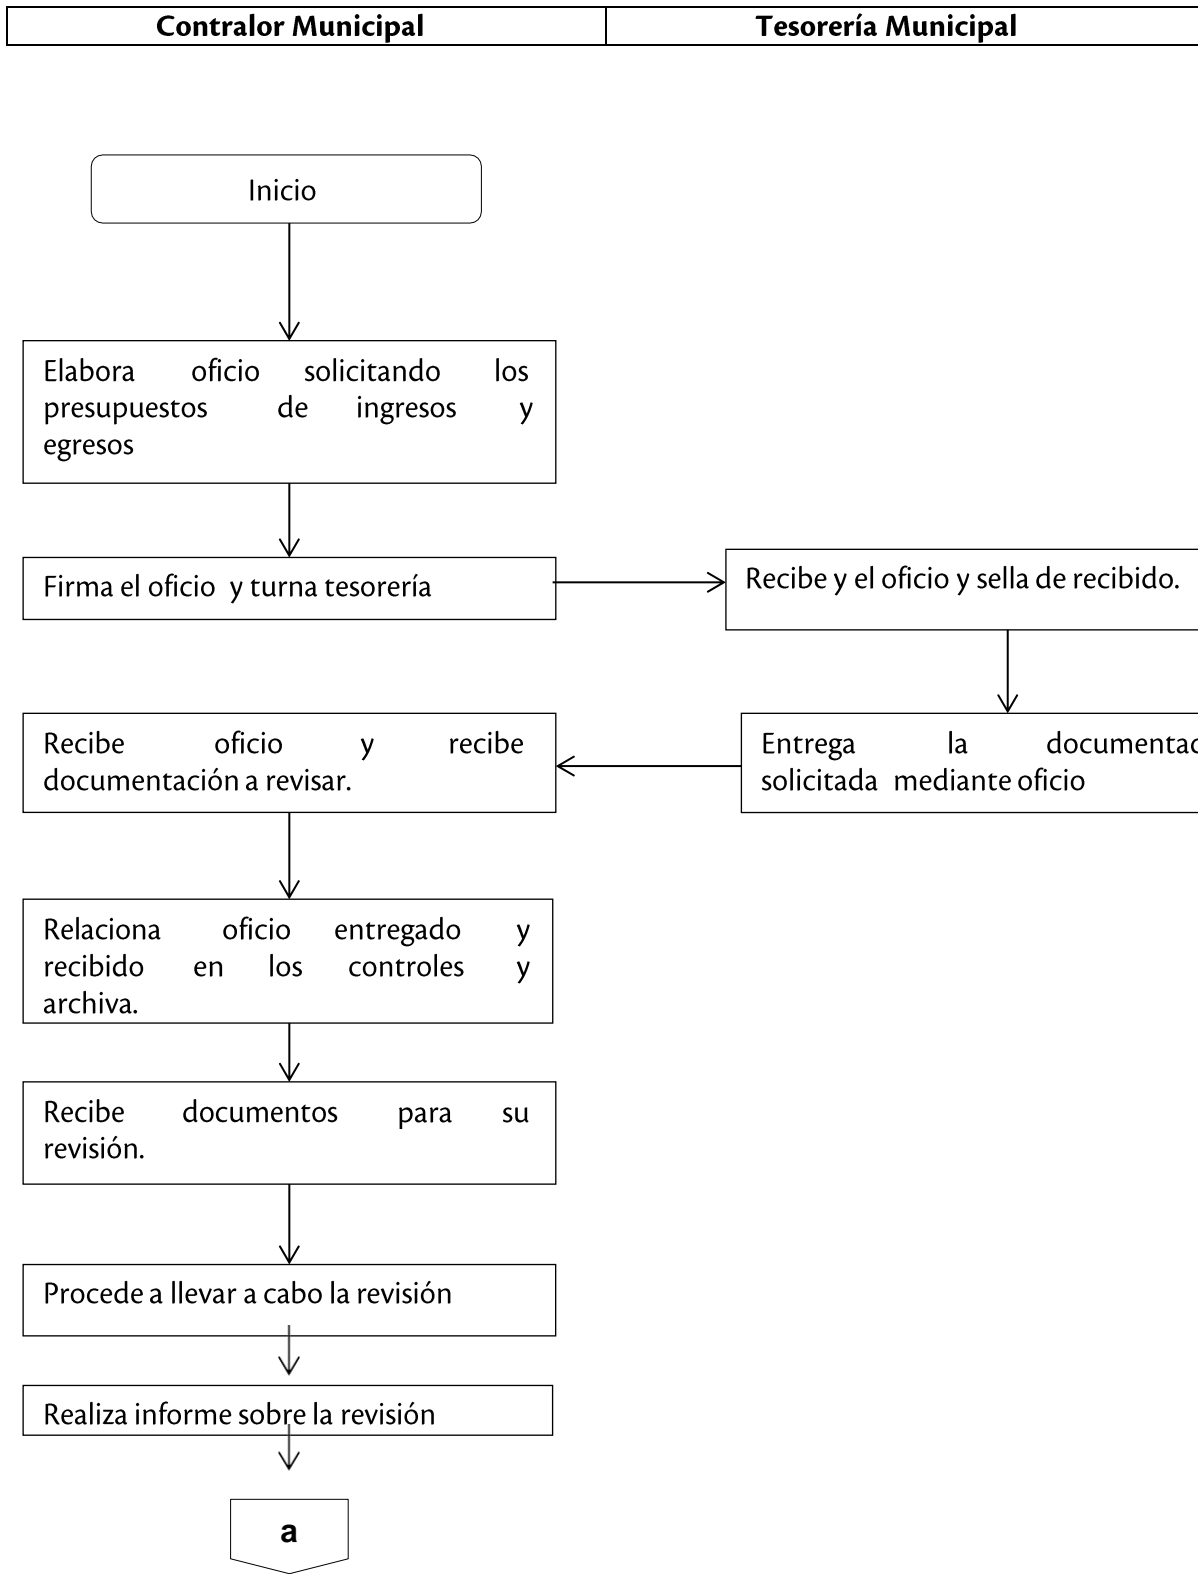 Contralor Municipal
Tesorería Municipal
Inicio
Elabora oficio solicitando los
presupuestos de ingresos y
egresos
Firma el oficio y turna tesorería
Recibe y el oficio y sella de recibido.
Entrega la documentac
solicitada mediante oficio
Recibe oficio y recibe
documentación a revisar.
Relaciona oficio entregado y
recibido en los controles y
archiva.
Recibe documentos para su
revisión.
Procede a llevar a cabo la revisión
Realiza informe sobre la revisión
a